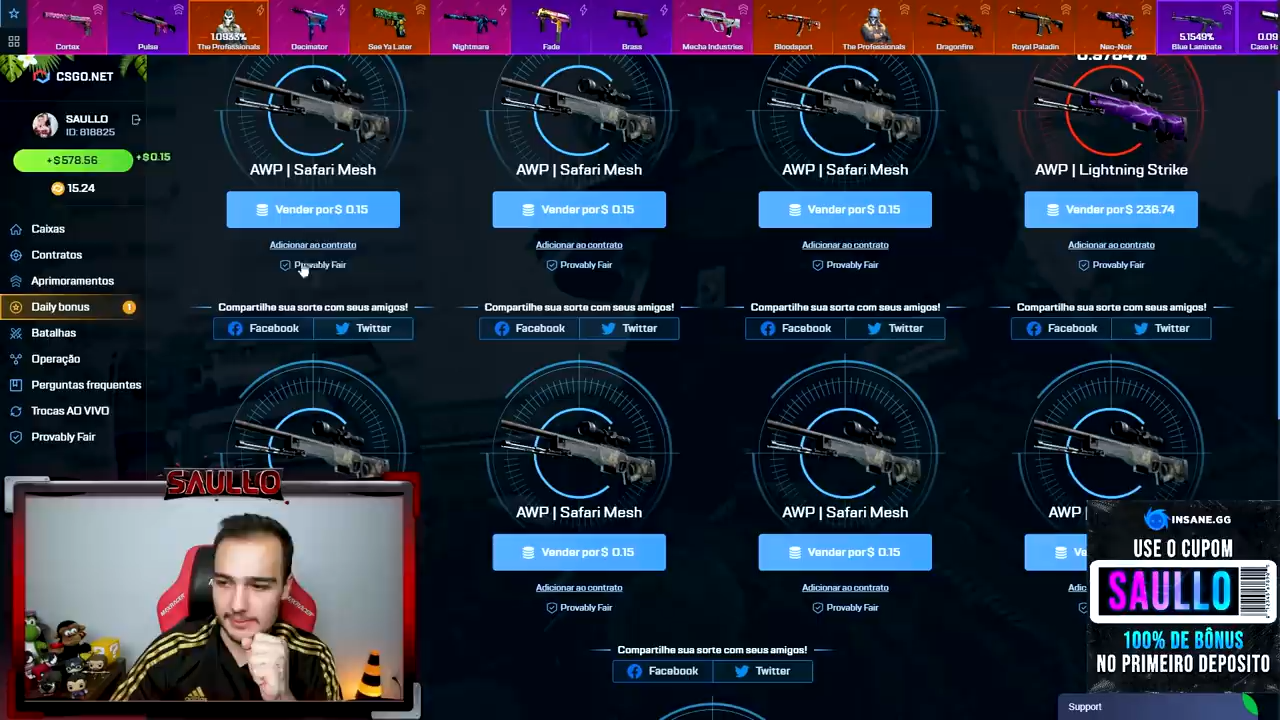 Cortex
Pulse
1.0933%
The Professionals
Decimator
See Ya Later
Nightmare
Fade
Brass
Mecha Industries
Bloodsport
The Professionals
Dragonfire
Royal Paladin
Neo-Noir
5.1549%
Blue Laminate
0.09
Case Ha
CSGO.NET
SAULLO
ID: 818825
+$578.56
+$0.15
15.24
Caixas
Contratos
Aprimoramentos
Daily bonus
1
Batalhas
Operação
Perguntas frequentes
Trocas AO VIVO
Provably Fair
0.9784%
AWP | Safari Mesh
AWP | Safari Mesh
AWP | Safari Mesh
AWP | Lightning Strike
Vender por $ 0.15
Vender por $ 0.15
Vender por $ 0.15
Vender por $ 236.74
Adicionar ao contrato
Adicionar ao contrato
Adicionar ao contrato
Adicionar ao contrato
Provably Fair
Provably Fair
Provably Fair
Provably Fair
Compartilhe sua sorte com seus amigos!
Compartilhe sua sorte com seus amigos!
Compartilhe sua sorte com seus amigos!
Compartilhe sua sorte com seus amigos!
Facebook
Twitter
Facebook
Twitter
Facebook
Twitter
Facebook
Twitter
AWP | Safari Mesh
AWP | Safari Mesh
AWP |
Vender por $ 0.15
Vender por $ 0.15
Ve
Adicionar ao contrato
Adicionar ao contrato
Adic
Provably Fair
Provably Fair
Compartilhe sua sorte com seus amigos!
Facebook
Twitter
SAULLO
MAXRACER
INSANE.GG
USE O CUPOM
SAULLO
100% DE BÔNUS
NO PRIMEIRO DEPOSITO
Support